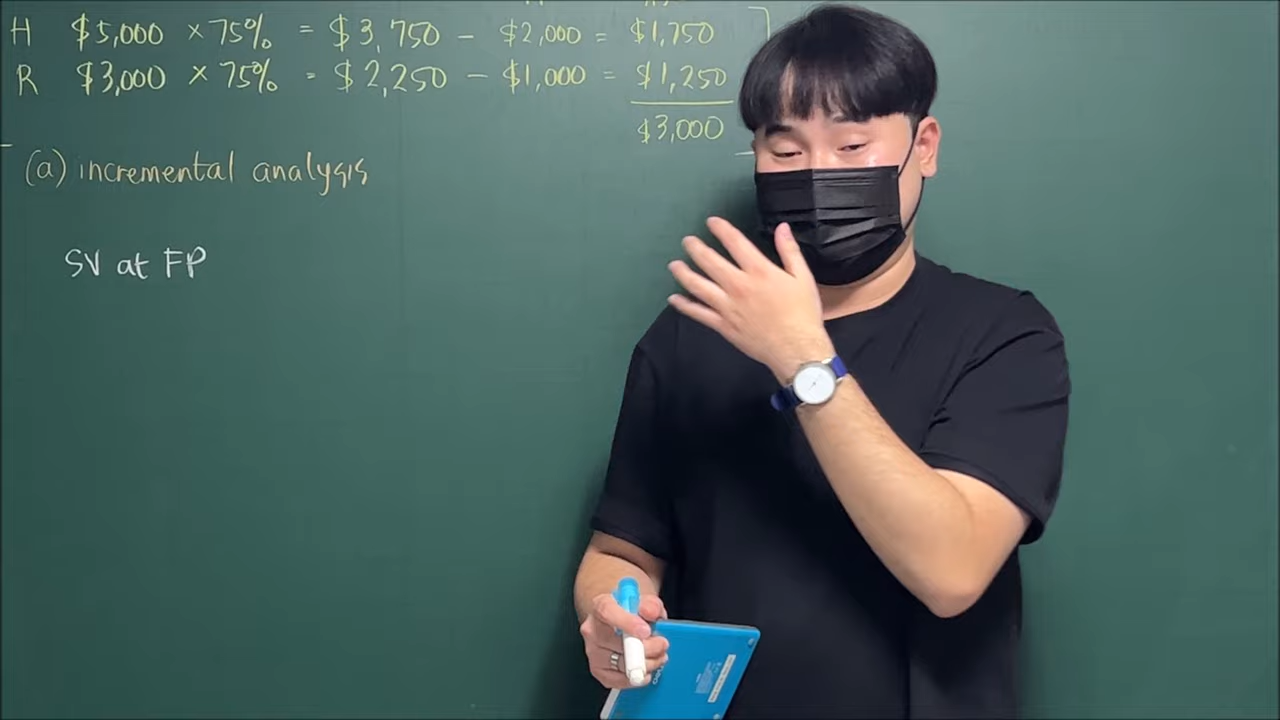 H $5,000 × 75% = $3,750 − $2,000 = $1,750
R $3,000 × 75% = $2,250 − $1,000 = $1,250
$3,000
(a) incremental analysis
SV at FP